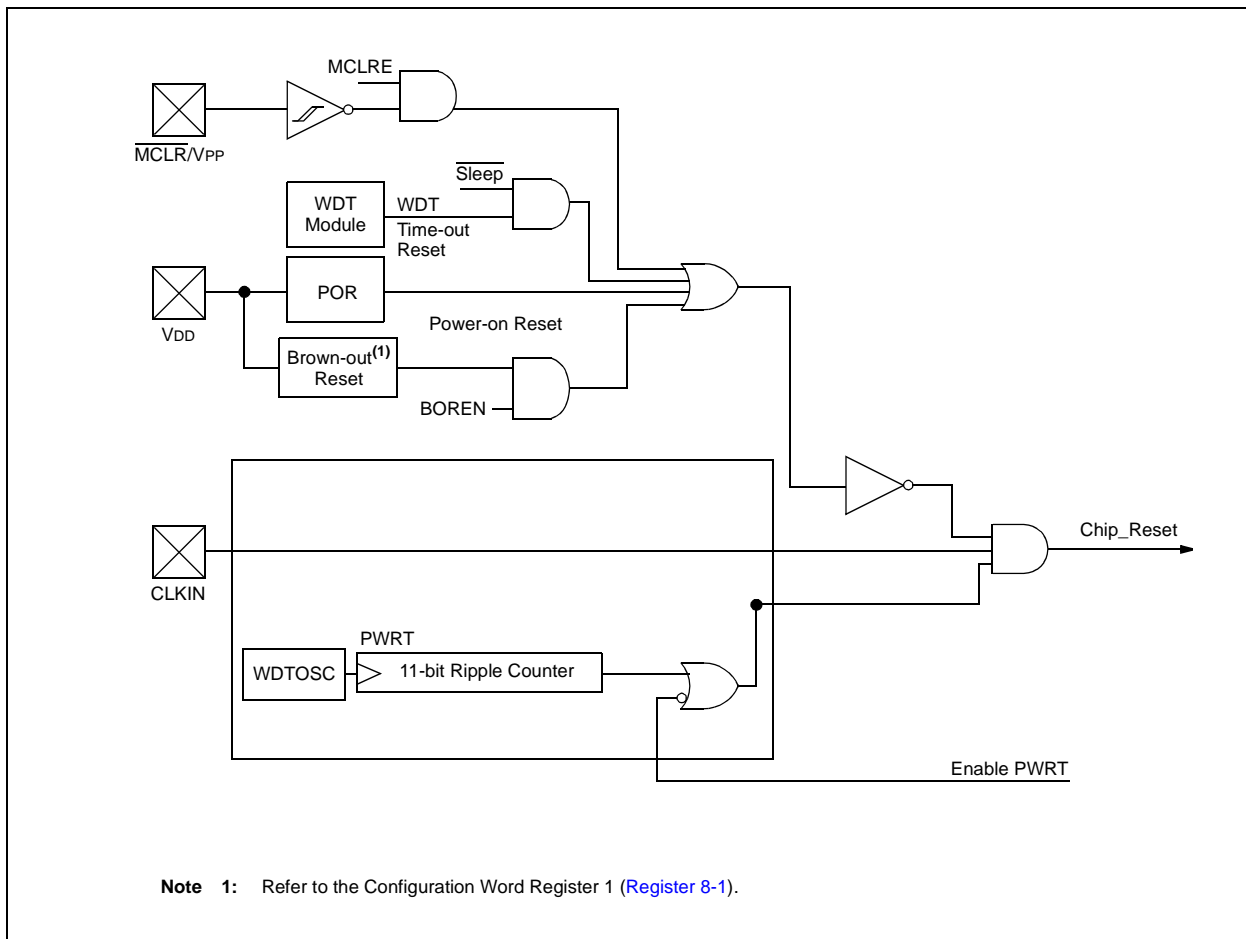 MCLRE
MCLR/VPP
Sleep
WDT
Module
WDT
Time-out
Reset
POR
VDD
Power-on Reset
Brown-out(1)
Reset
BOREN
CLKIN
Chip_Reset
PWRT
WDTOSC
11-bit Ripple Counter
Enable PWRT
Note 1: Refer to the Configuration Word Register 1 (Register 8-1).